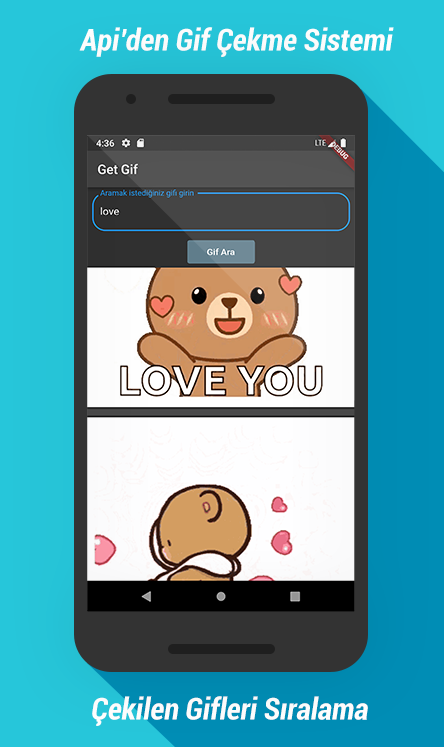 Api'den Gif Çekme Sistemi
4:36
LTE
DEBUG
Get Gif
Aramak istediğiniz gifi girin
love
Gif Ara
LOVE YOU
Çekilen Gifleri Sıralama